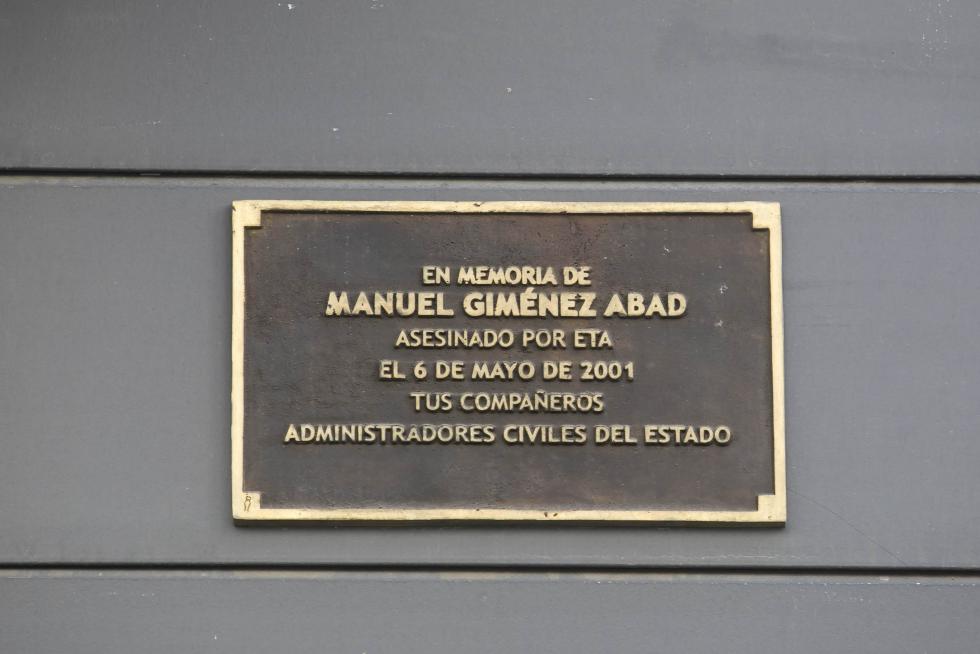 EN MEMORIA DE
MANUEL GIMÉNEZ ABAD
ASESINADO POR ETA
EL 6 DE MAYO DE 2001
TUS COMPAÑEROS
ADMINISTRADORES CIVILES DEL ESTADO